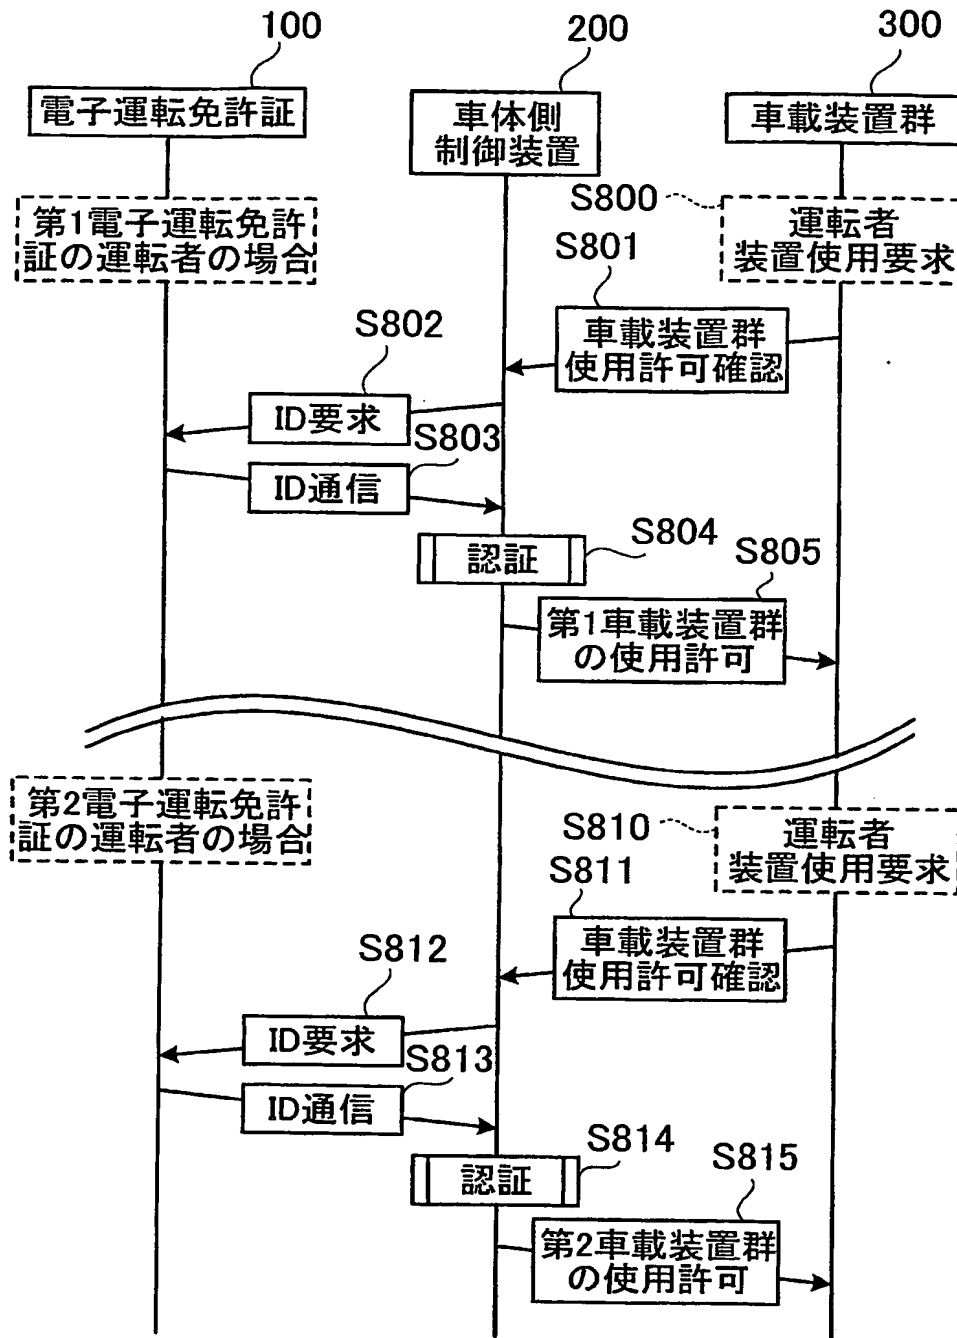 100
200
300
電子運転免許証
車体側
制御装置
車載装置群
第1電子運転免許
証の運転者の場合
S800
運転者
装置使用要求
S801
車載装置群
使用許可確認
S802
ID要求
S803
ID通信
S804
認証
S805
第1車載装置群
の使用許可
第2電子運転免許
証の運転者の場合
S810
運転者
装置使用要求
S811
車載装置群
使用許可確認
S812
ID要求
S813
ID通信
S814
認証
S815
第2車載装置群
の使用許可